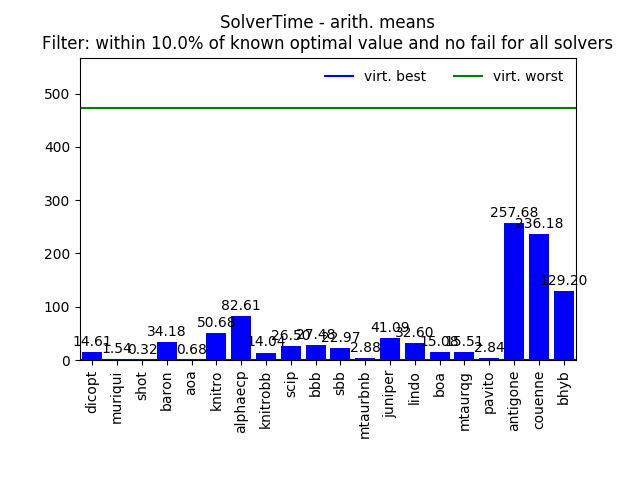 SolverTime - arith. means
Filter: within 10.0% of known optimal value and no fail for all solvers
virt. best
virt. worst
500
400
300
200
100
0
14.61
1.54
0.32
34.18
0.68
50.68
82.61
14.04
26.50
27.48
22.97
2.88
41.09
32.60
15.08
15.51
2.84
257.68
236.18
129.20
dicopt
muriqui
shot
baron
aoa
knitro
alphaecp
knitrobb
scip
bbb
sbb
mtaurbnb
juniper
lindo
boa
mtaurqg
pavito
antigone
couenne
bhyb